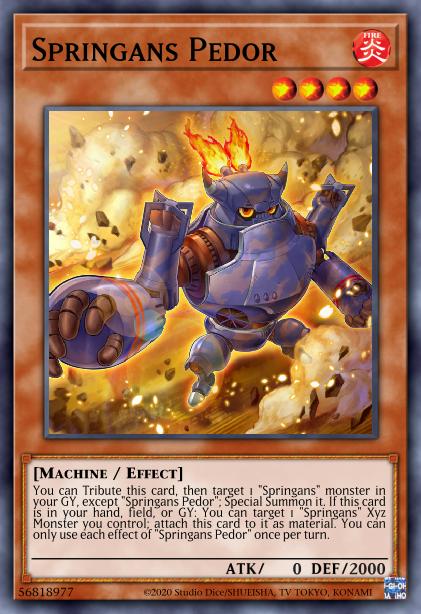 Springans Pedor
FIRE
炎
[Machine / Effect]
You can Tribute this card, then target 1 "Springans" monster in
your GY, except "Springans Pedor"; Special Summon it. If this card
is in your hand, field, or GY: You can target 1 "Springans" Xyz
Monster you control; attach this card to it as material. You can
only use each effect of "Springans Pedor" once per turn.
ATK/ 0 DEF/2000
56818977 ©2020 Studio Dice/SHUEISHA, TV TOKYO, KONAMI